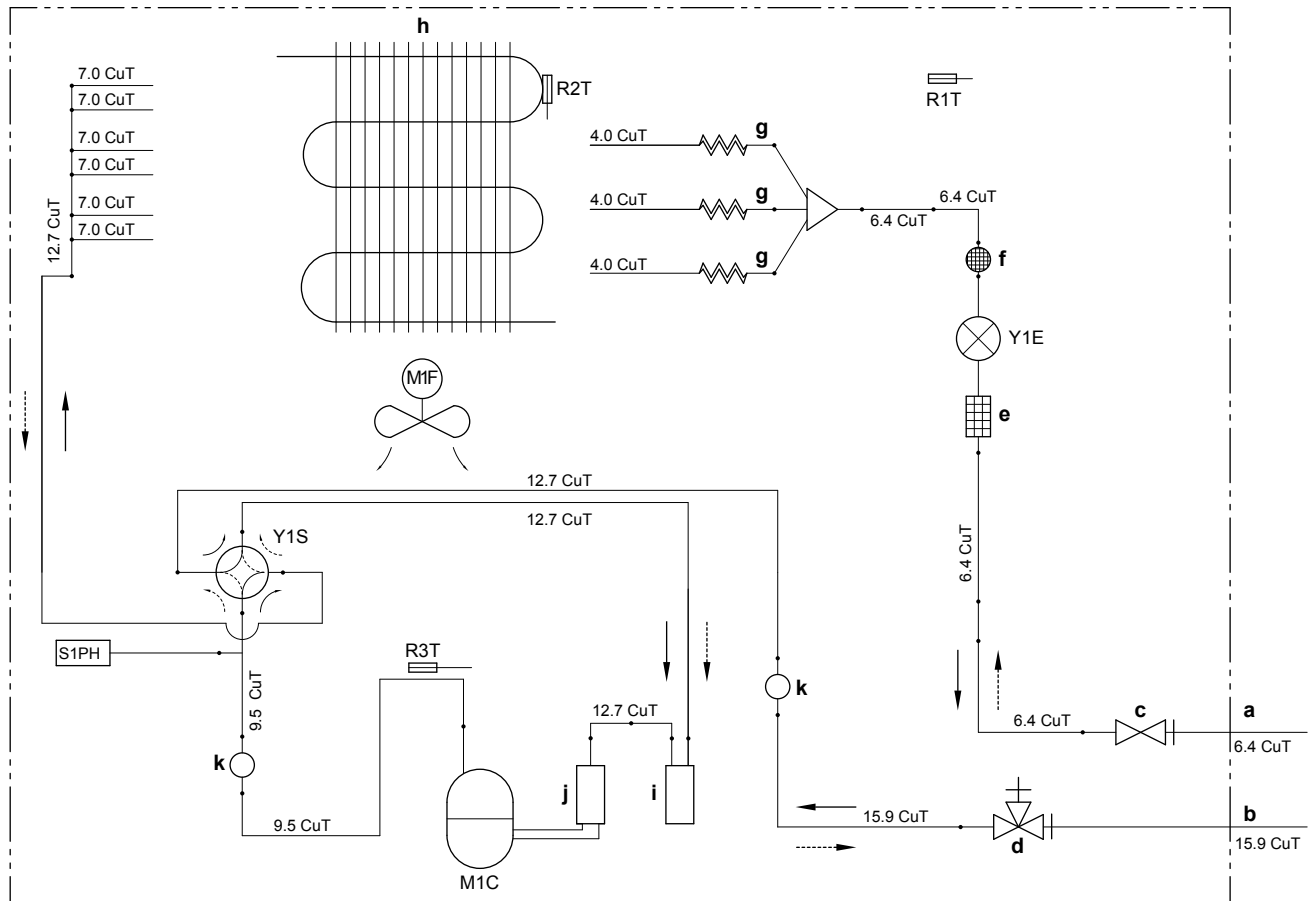 h
7.0 CuT
7.0 CuT
7.0 CuT
7.0 CuT
7.0 CuT
7.0 CuT
12.7 CuT
R2T
R1T
4.0 CuT
g
4.0 CuT
g
4.0 CuT
g
6.4 CuT
6.4 CuT
f
Y1E
e
M1F
12.7 CuT
12.7 CuT
Y1S
6.4 CuT
S1PH
R3T
9.5 CuT
k
12.7 CuT
k
6.4 CuT
c
a
6.4 CuT
j
i
9.5 CuT
M1C
15.9 CuT
d
b
15.9 CuT